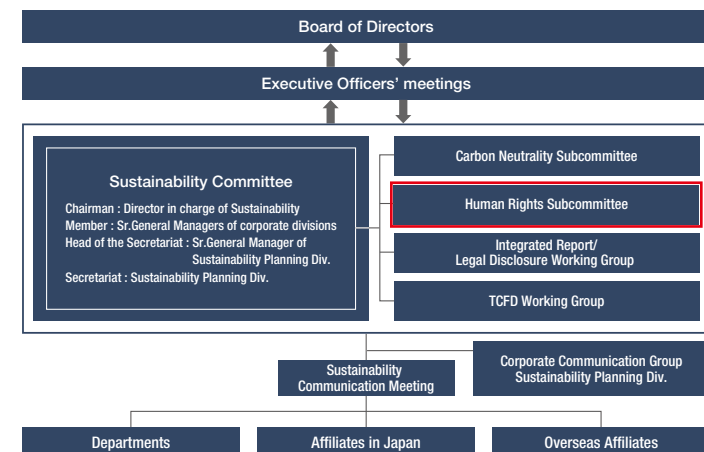 Board of Directors
Executive Officers' meetings
Sustainability Committee
Chairman : Director in charge of Sustainability
Member : Sr.General Managers of corporate divisions
Head of the Secretariat : Sr.General Manager of
Sustainability Planning Div.
Secretariat : Sustainability Planning Div.
Carbon Neutrality Subcommittee
Human Rights Subcommittee
Integrated Report/
Legal Disclosure Working Group
TCFD Working Group
Sustainability
Communication Meeting
Corporate Communication Group
Sustainability Planning Div.
Departments
Affiliates in Japan
Overseas Affiliates